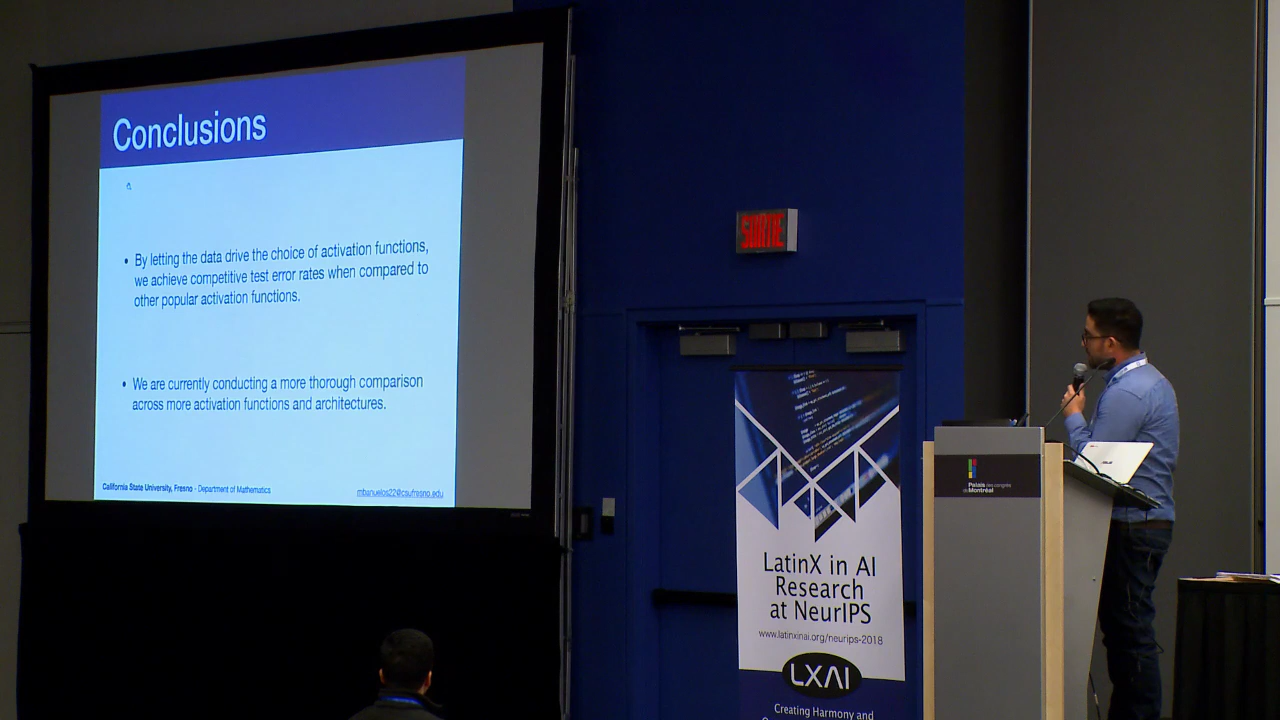 Conclusions
• By letting the data drive the choice of activation functions,
we achieve competitive test error rates when compared to
other popular activation functions.
• We are currently conducting a more thorough comparison
across more activation functions and architectures.
California State University, Fresno - Department of Mathematics
mbanuelos22@csufresno.edu
SORTIE
LatinX in AI
Research
at NeurIPS
www.latinxinai.org/neurips-2018
LXAI
Creating Harmony and
Palais des congrès
de Montréal
ASUS